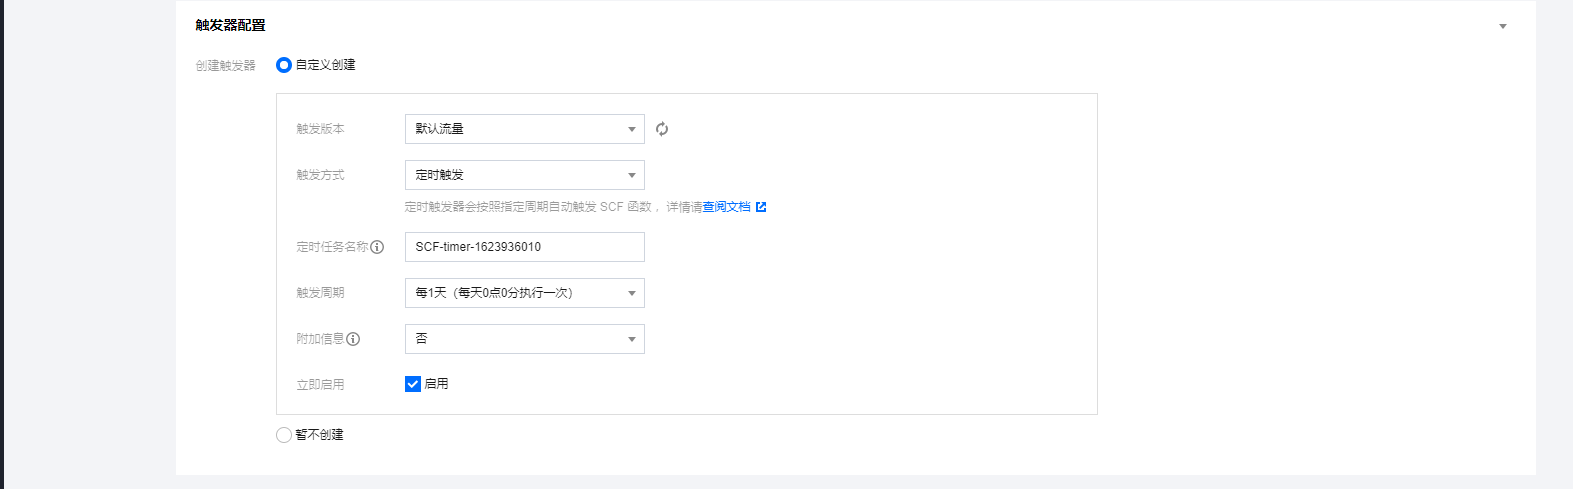 触发器配置
创建触发器 自定义创建
触发版本 默认流量
触发方式 定时触发
定时触发器会按照指定周期自动触发 SCF 函数，详情请查阅文档
定时任务名称 SCF-timer-1623936010
触发周期 每1天（每天0点0分执行一次）
附加信息 否
立即启用 启用
暂不创建